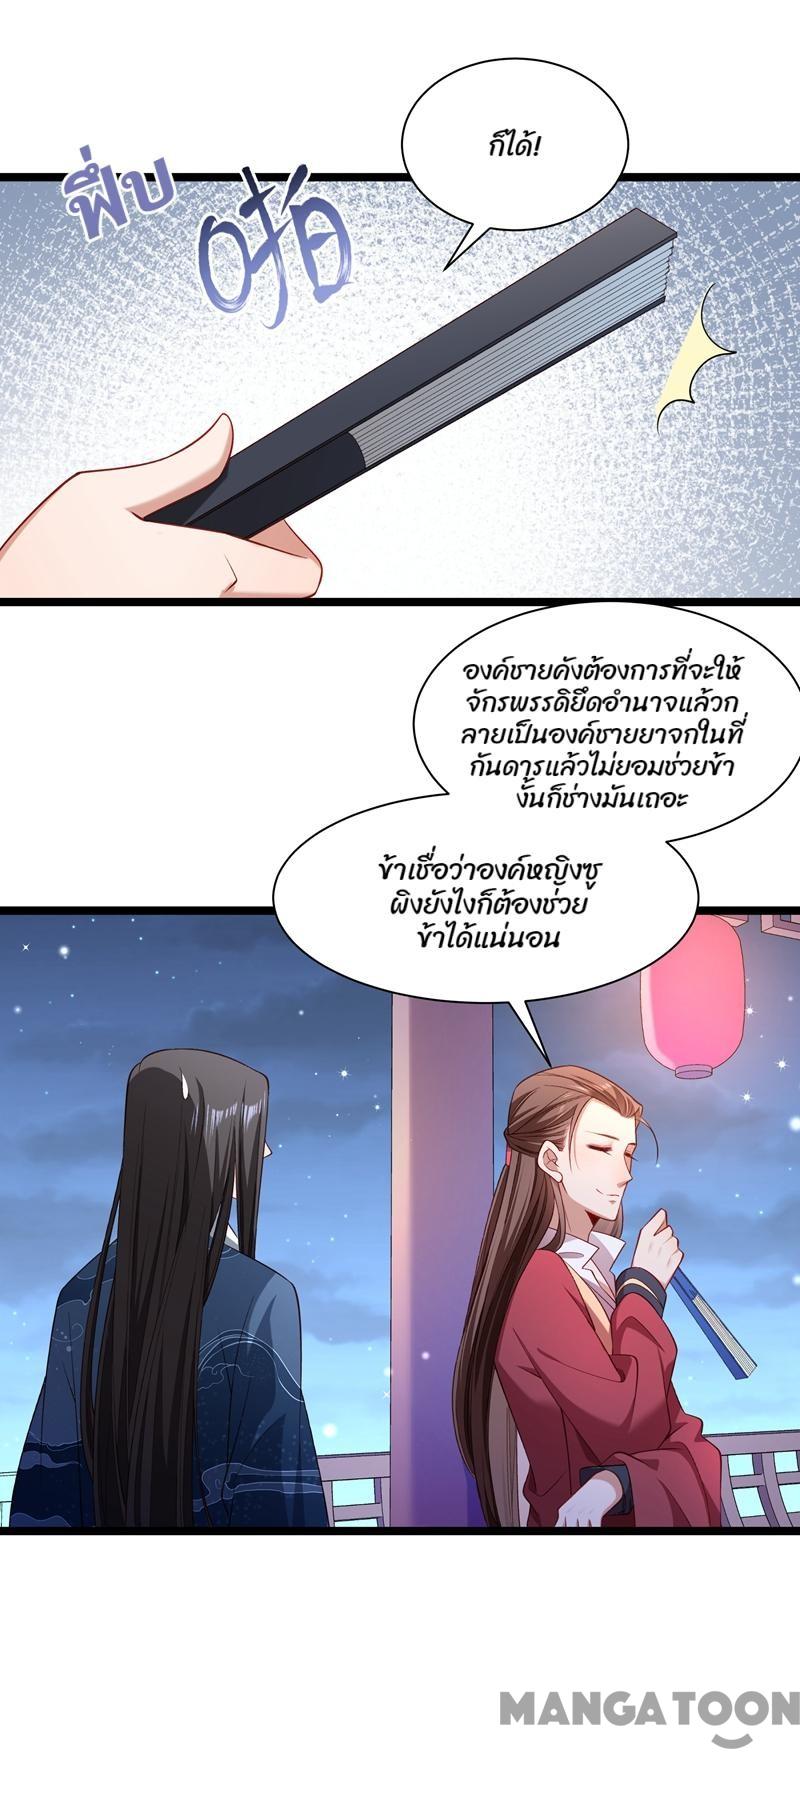 ก็ได้!
ฟึ่บ
องค์ชายคังต้องการที่จะให้
จักรพรรดิยึดอำนาจแล้วก
ลายเป็นองค์ชายยาจกในที่
กันดารแล้วไม่ยอมช่วยข้า
งั้นก็ช่างมันเถอะ
ข้าเชื่อว่าองค์หญิงซู
ผิงยังไงก็ต้องช่วย
ข้าได้แน่นอน
MANGA TOON